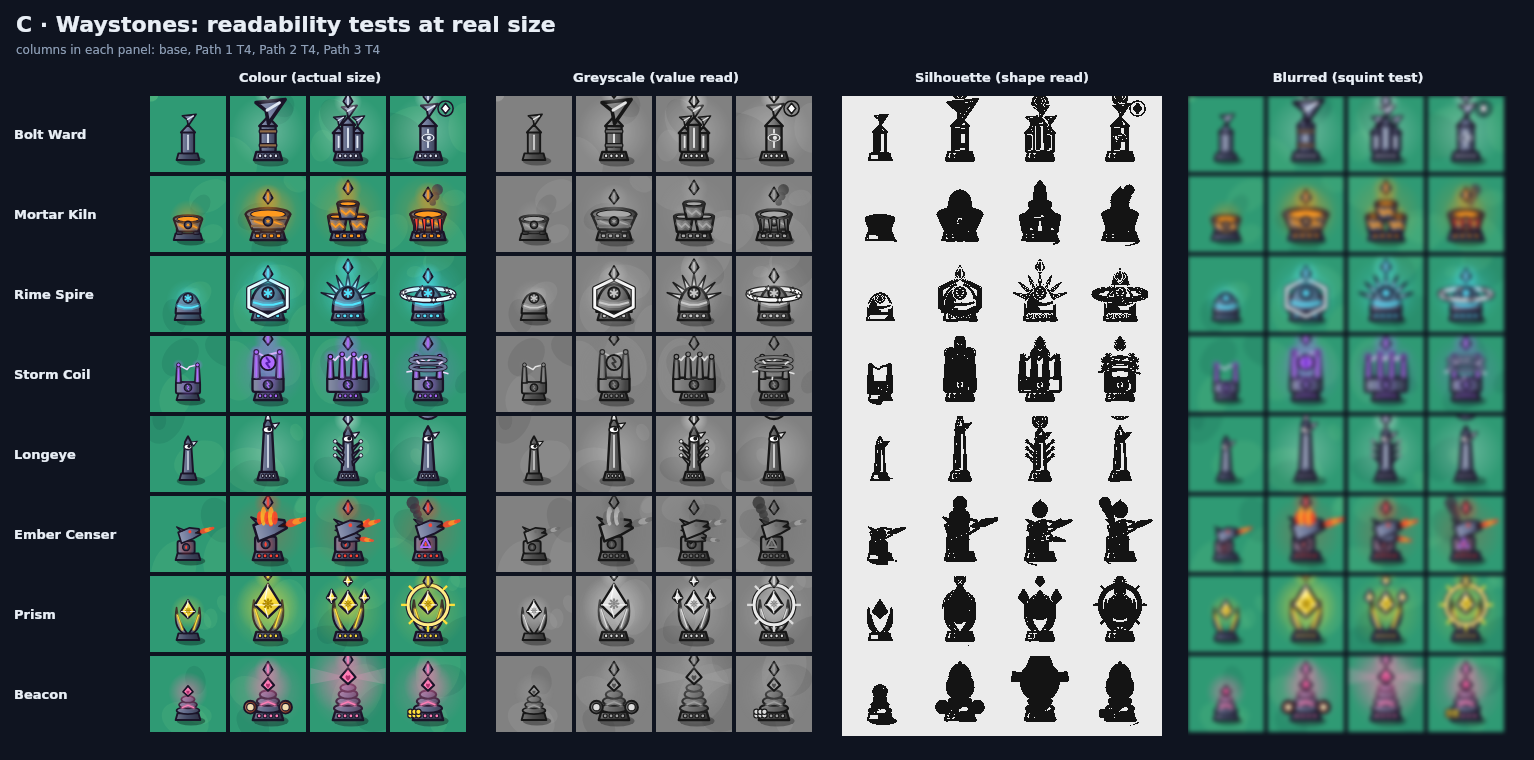 C · Waystones: readability tests at real size
columns in each panel: base, Path 1 T4, Path 2 T4, Path 3 T4
Colour (actual size)
Greyscale (value read)
Silhouette (shape read)
Blurred (squint test)
Bolt Ward
Mortar Kiln
Rime Spire
Storm Coil
Longeye
Ember Censer
Prism
Beacon